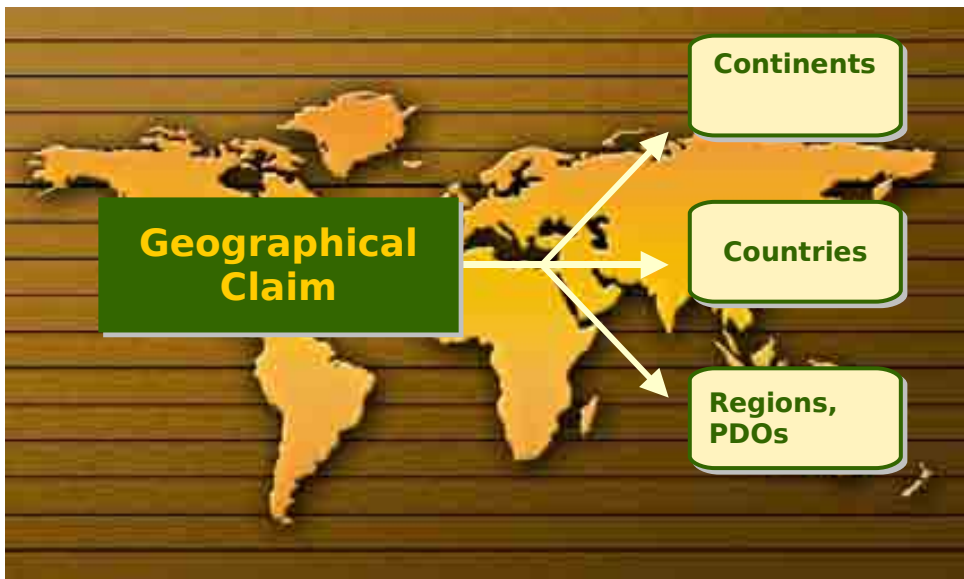 Continents
Geographical
Claim
Countries
Regions,
PDOs